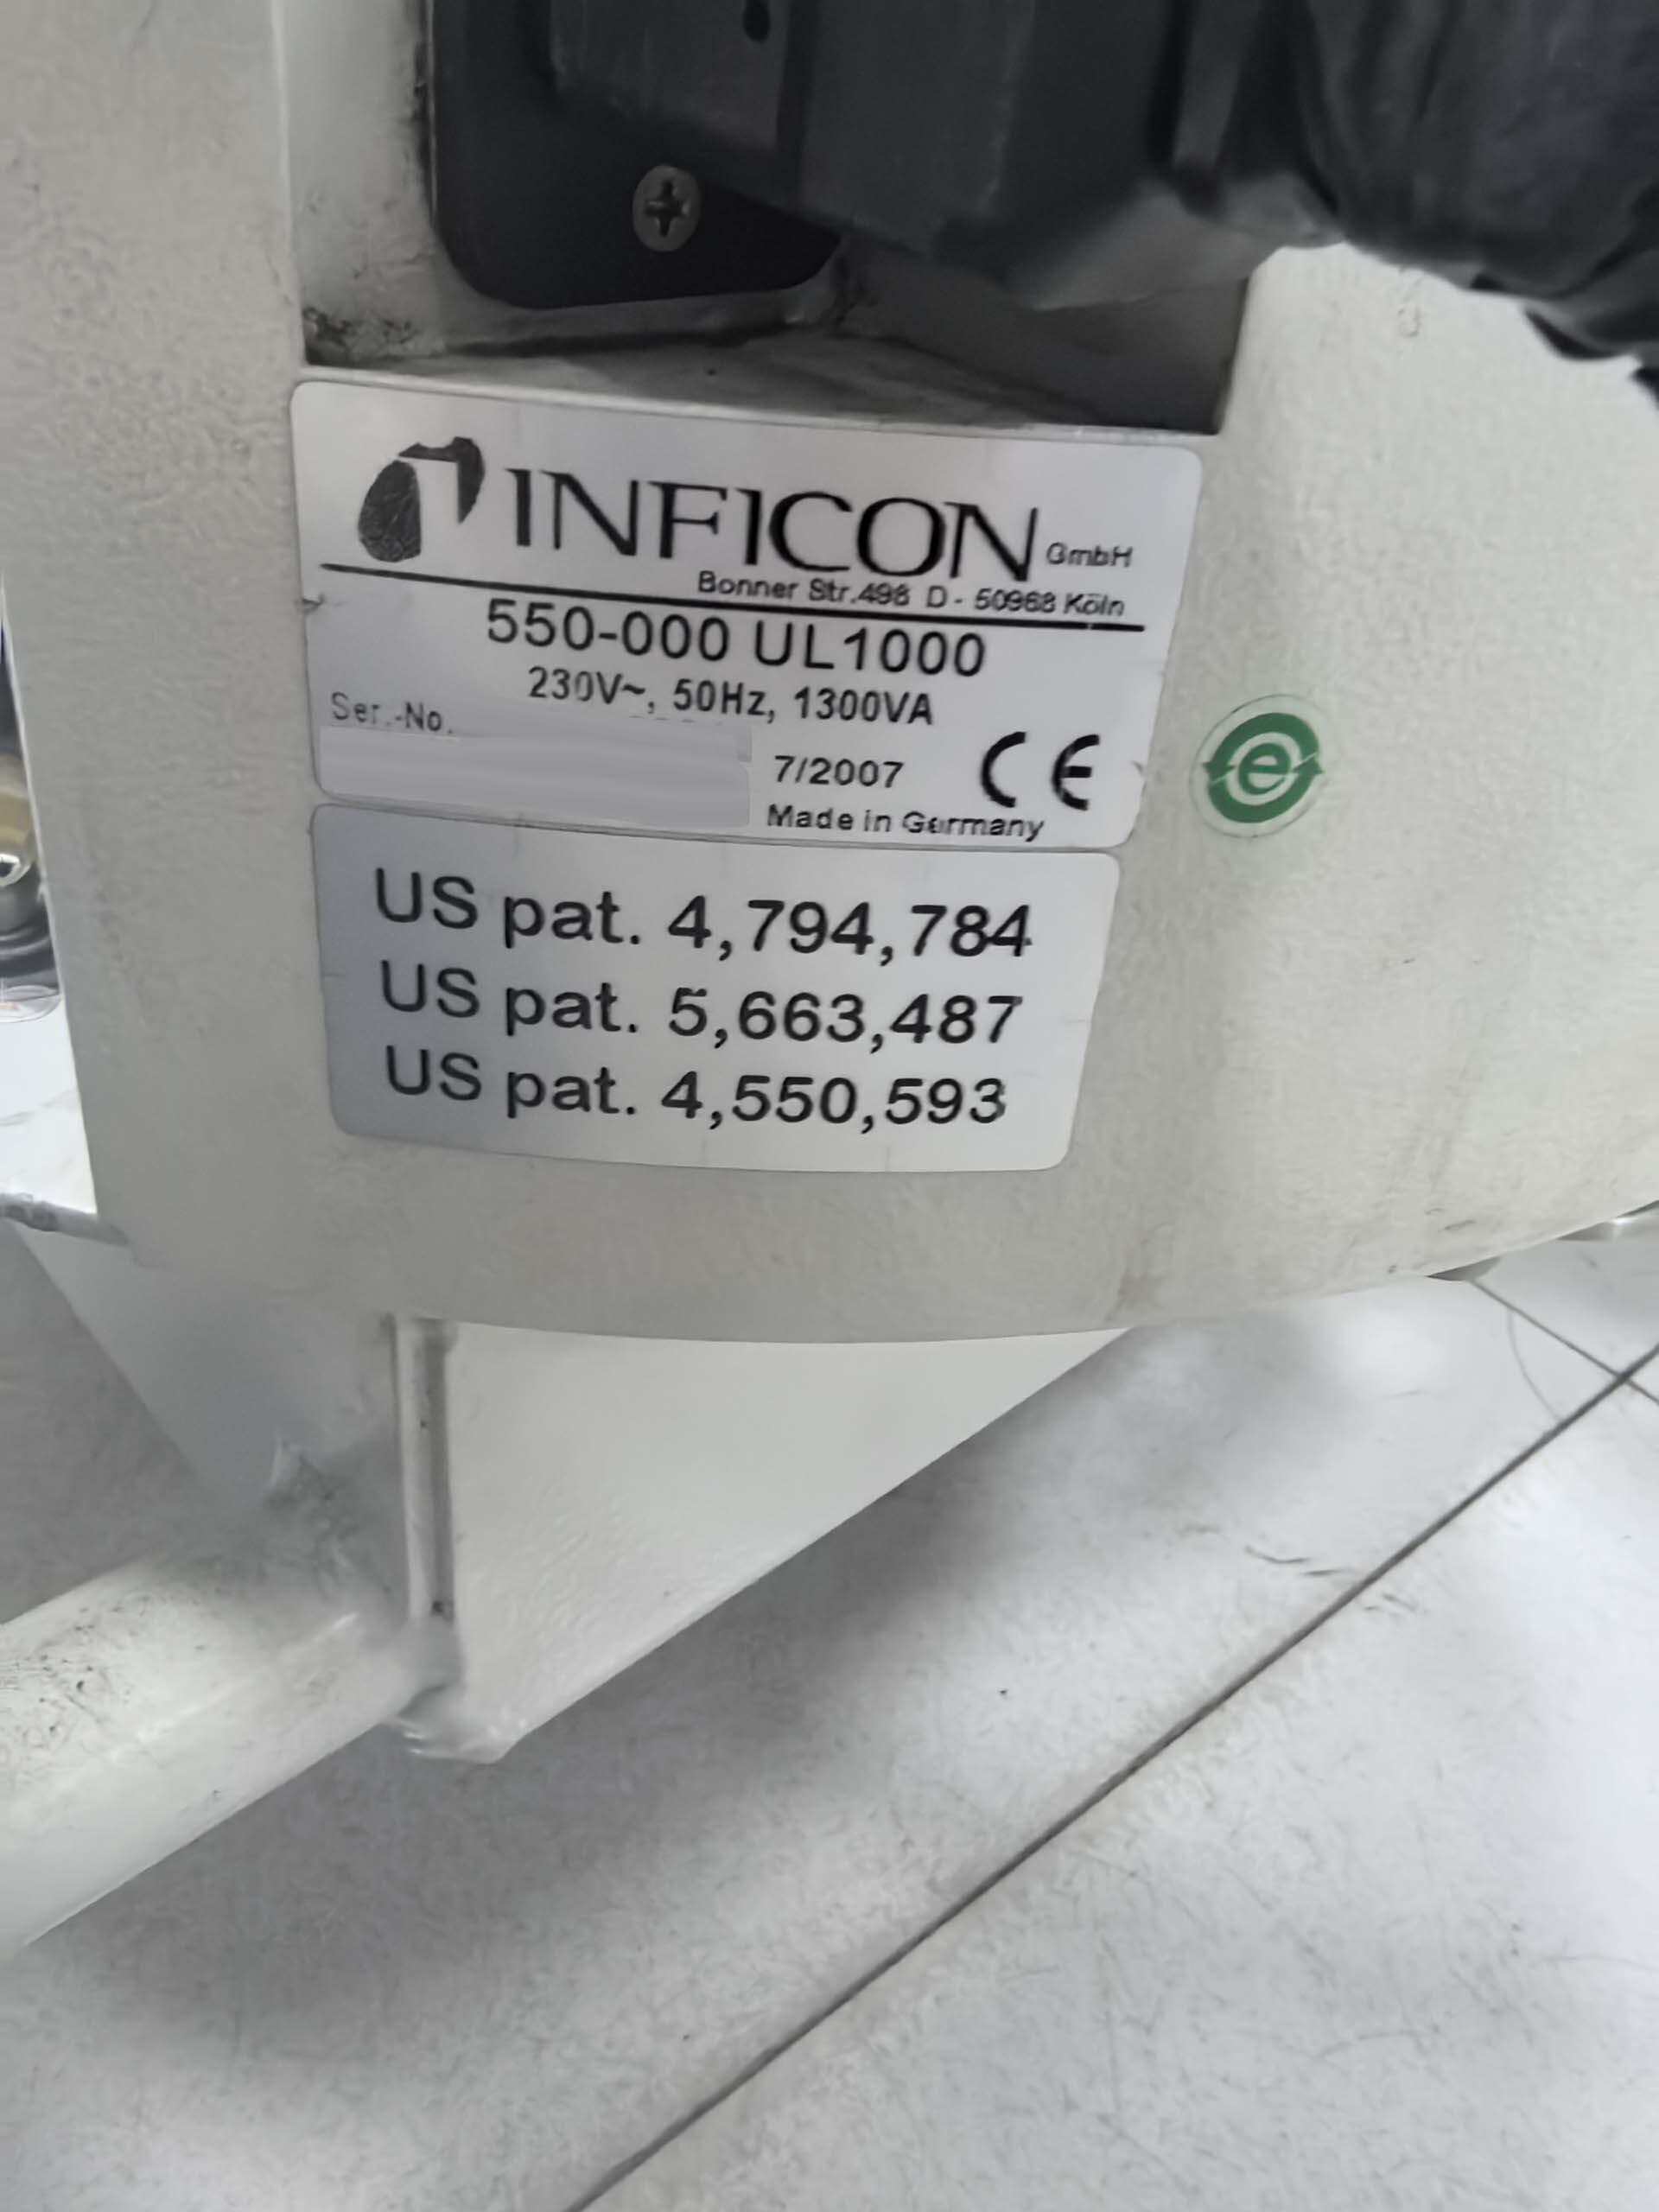 INFICON GmbH
Bonner Str.498 D - 50968 Köln
550-000 UL1000
230V~, 50Hz, 1300VA
Ser.-No.
7/2007 CE
Made in Germany
e
US pat. 4,794,784
US pat. 5,663,487
US pat. 4,550,593